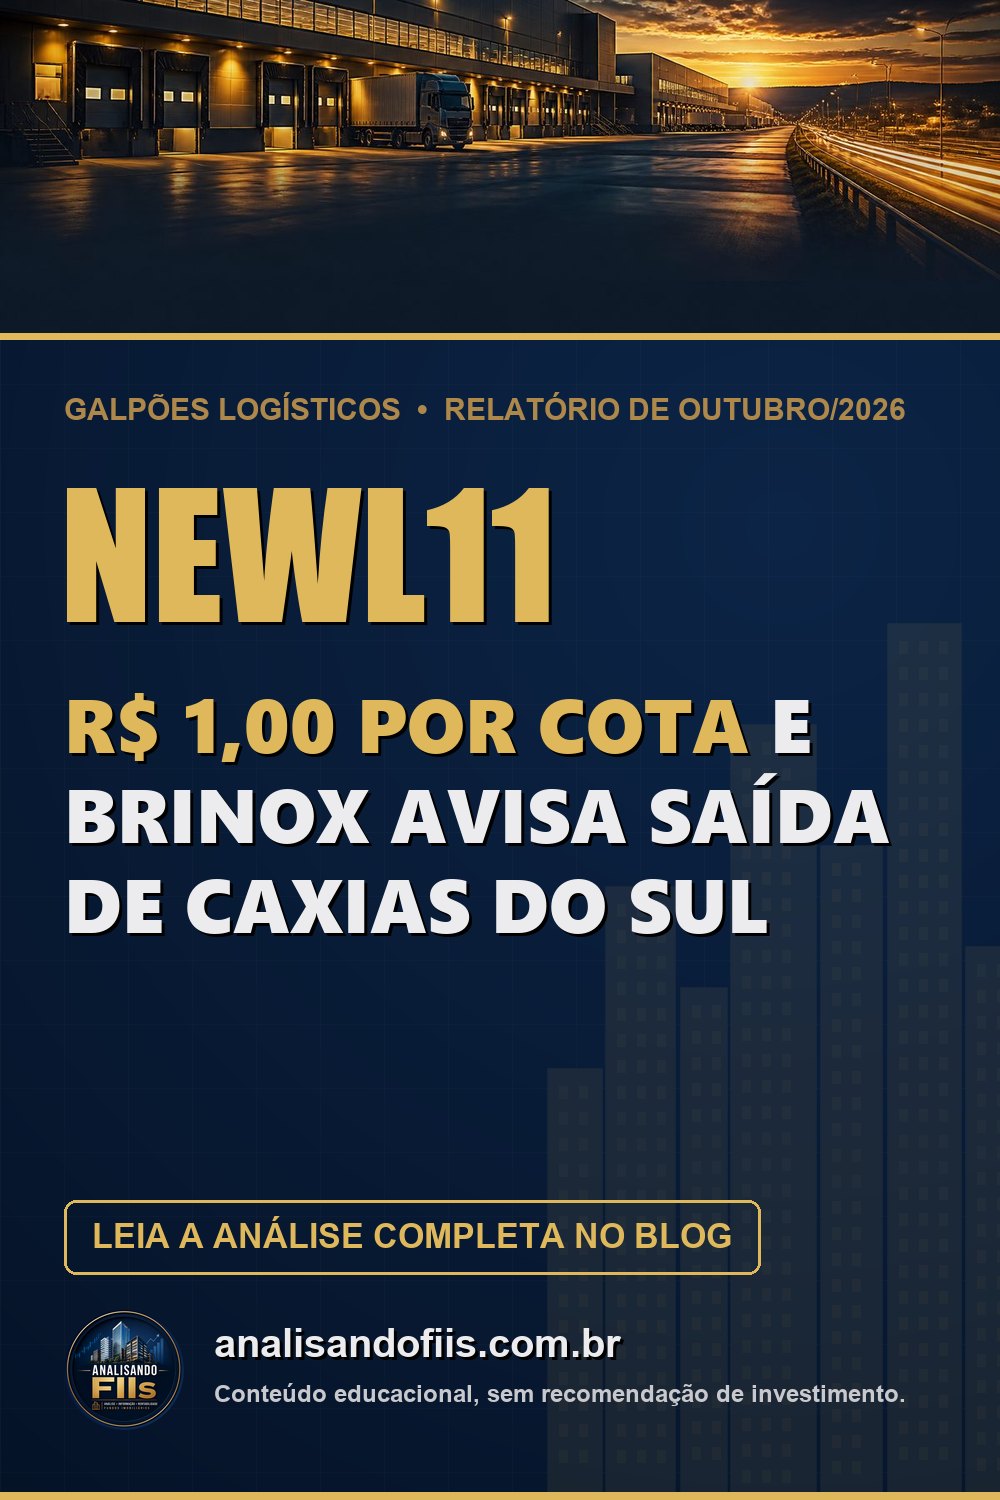 GALPÕES LOGÍSTICOS • RELATÓRIO DE OUTUBRO/2026
NEWL11
R$ 1,00 POR COTA E
BRINOX AVISA SAÍDA
DE CAXIAS DO SUL
LEIA A ANÁLISE COMPLETA NO BLOG
ANALISANDO
FIIs
analisandofiis.com.br
Conteúdo educacional, sem recomendação de investimento.